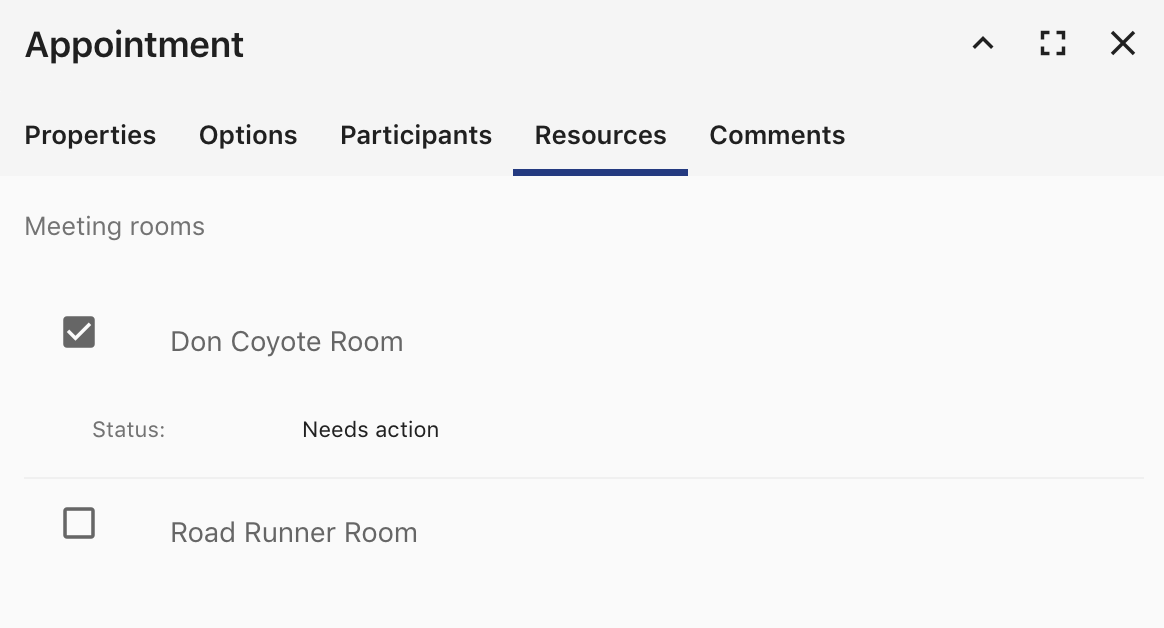 Appointment
Properties Options Participants Resources Comments
Meeting rooms
Don Coyote Room
Status: Needs action
Road Runner Room